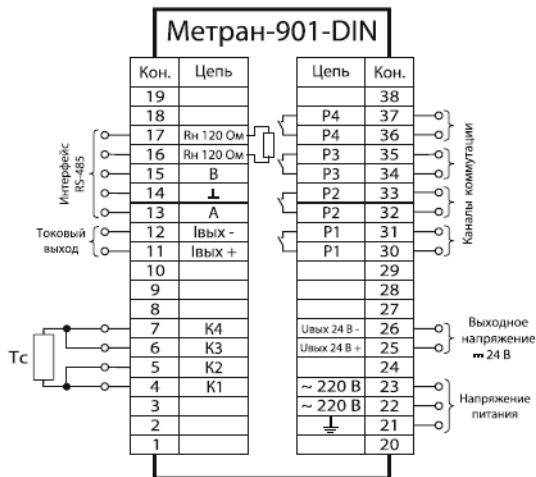 Метран-901-DIN
Кон. Цепь Цепь Кон.
19 38
18 P4 37
17 Rн 120 Ом P4 36
16 Rн 120 Ом P3 35
15 B P3 34
14 ⊥ P2 33
13 A P2 32
12 Iвых - P1 31
11 Iвых + P1 30
10 29
9 28
8 27
7 K4 Uвых 24 В - 26
6 K3 Uвых 24 В + 25
5 K2 24
4 K1 ~ 220 В 23
3 ~ 220 В 22
2 21
1 20
Интерфейс
RS-485
Токовый
выход
Тс
Каналы коммутации
Выходное
напряжение
24 В
Напряжение
питания